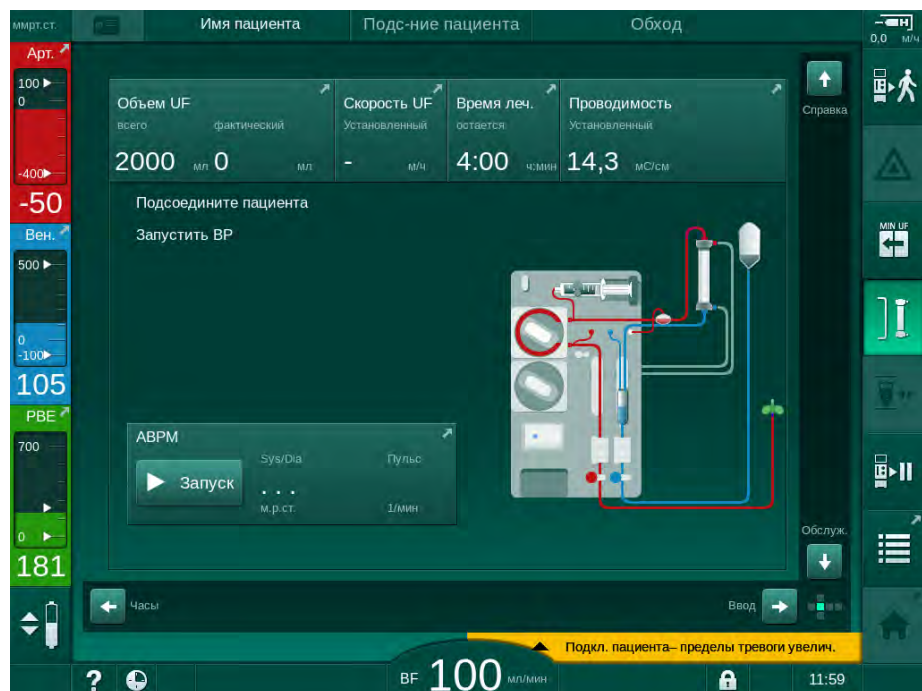 ммрт.ст.
Имя пациента
Подс-ние пациента
Обход
0,0 м/ч
Арт.
100
0
-400
-50
Вен.
500
0
-100
105
PBE
700
0
181
Объем UF
всего фактический
2000 мл 0 мл
Скорость UF
Установленный
- м/ч
Время леч.
остается
4:00 ч:мин
Проводимость
Установленный
14,3 мС/см
Справка
Подсоедините пациента
Запустить ВР
MIN UF
ABPM
Sys/Dia Пульс
Запуск
. . .
м.р.ст. 1/мин
Обслуж.
Часы
Ввод
Подкл. пациента– пределы тревоги увелич.
?
BF 100 мл/мин
11:59